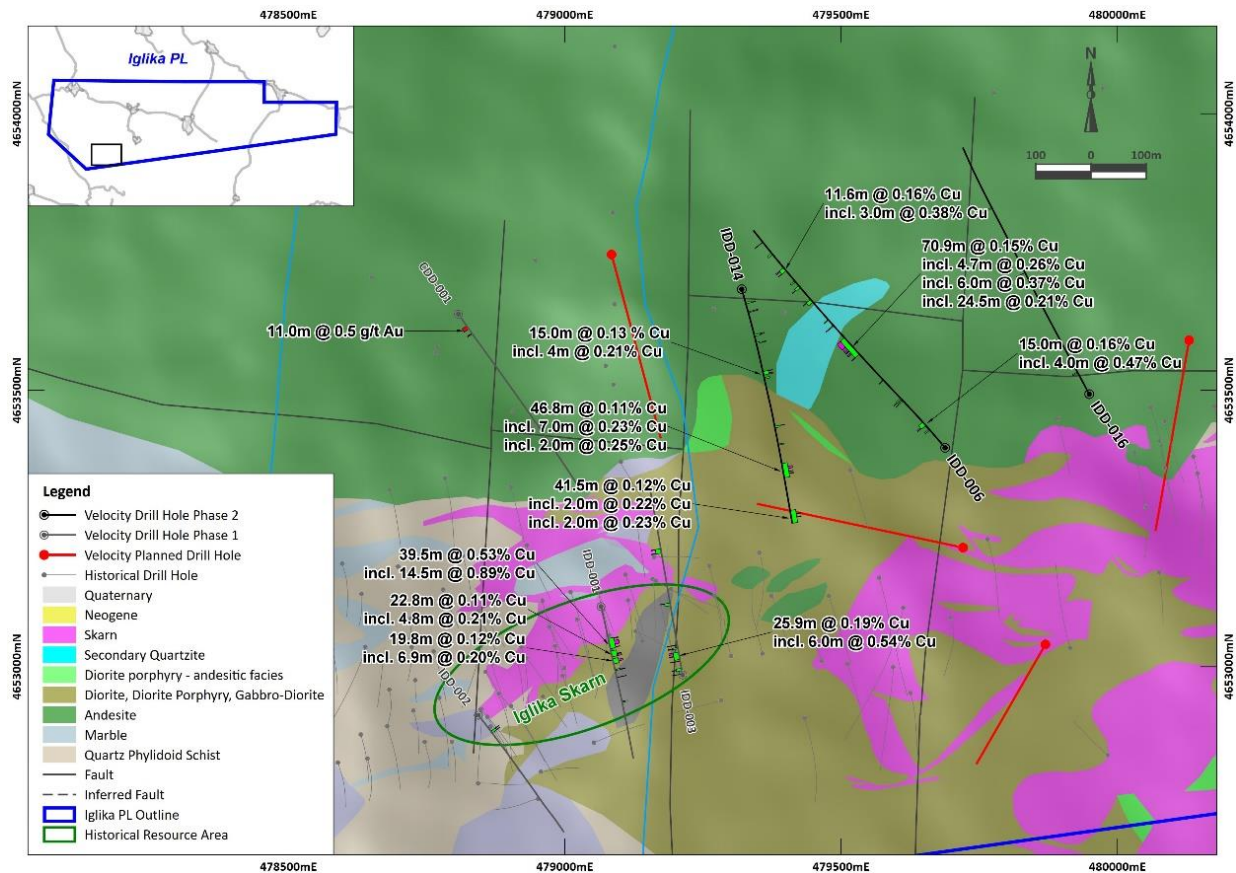 478500mE
479000mE
479500mE
480000mE
Iglika PL
N
100 0 100m
4654000mN
4654000mN
11.6m @ 0.16% Cu
incl. 3.0m @ 0.38% Cu
IDD-014
70.9m @ 0.15% Cu
incl. 4.7m @ 0.26% Cu
incl. 6.0m @ 0.37% Cu
incl. 24.5m @ 0.21% Cu
CDD-001
11.0m @ 0.5 g/t Au
15.0m @ 0.13 % Cu
incl. 4m @ 0.21% Cu
15.0m @ 0.16% Cu
incl. 4.0m @ 0.47% Cu
4653500mN
4653500mN
IDD-016
46.8m @ 0.11% Cu
incl. 7.0m @ 0.23% Cu
incl. 2.0m @ 0.25% Cu
IDD-006
41.5m @ 0.12% Cu
incl. 2.0m @ 0.22% Cu
incl. 2.0m @ 0.23% Cu
39.5m @ 0.53% Cu
incl. 14.5m @ 0.89% Cu
IDD-001
22.8m @ 0.11% Cu
incl. 4.8m @ 0.21% Cu
19.8m @ 0.12% Cu
incl. 6.9m @ 0.20% Cu
25.9m @ 0.19% Cu
incl. 6.0m @ 0.54% Cu
IDD-002
Iglika Skarn
IDD-003
4653000mN
4653000mN
Legend
Velocity Drill Hole Phase 2
Velocity Drill Hole Phase 1
Velocity Planned Drill Hole
Historical Drill Hole
Quaternary
Neogene
Skarn
Secondary Quartzite
Diorite porphyry - andesitic facies
Diorite, Diorite Porphyry, Gabbro-Diorite
Andesite
Marble
Quartz Phylidoid Schist
Fault
Inferred Fault
Iglika PL Outline
Historical Resource Area
478500mE
479000mE
479500mE
480000mE